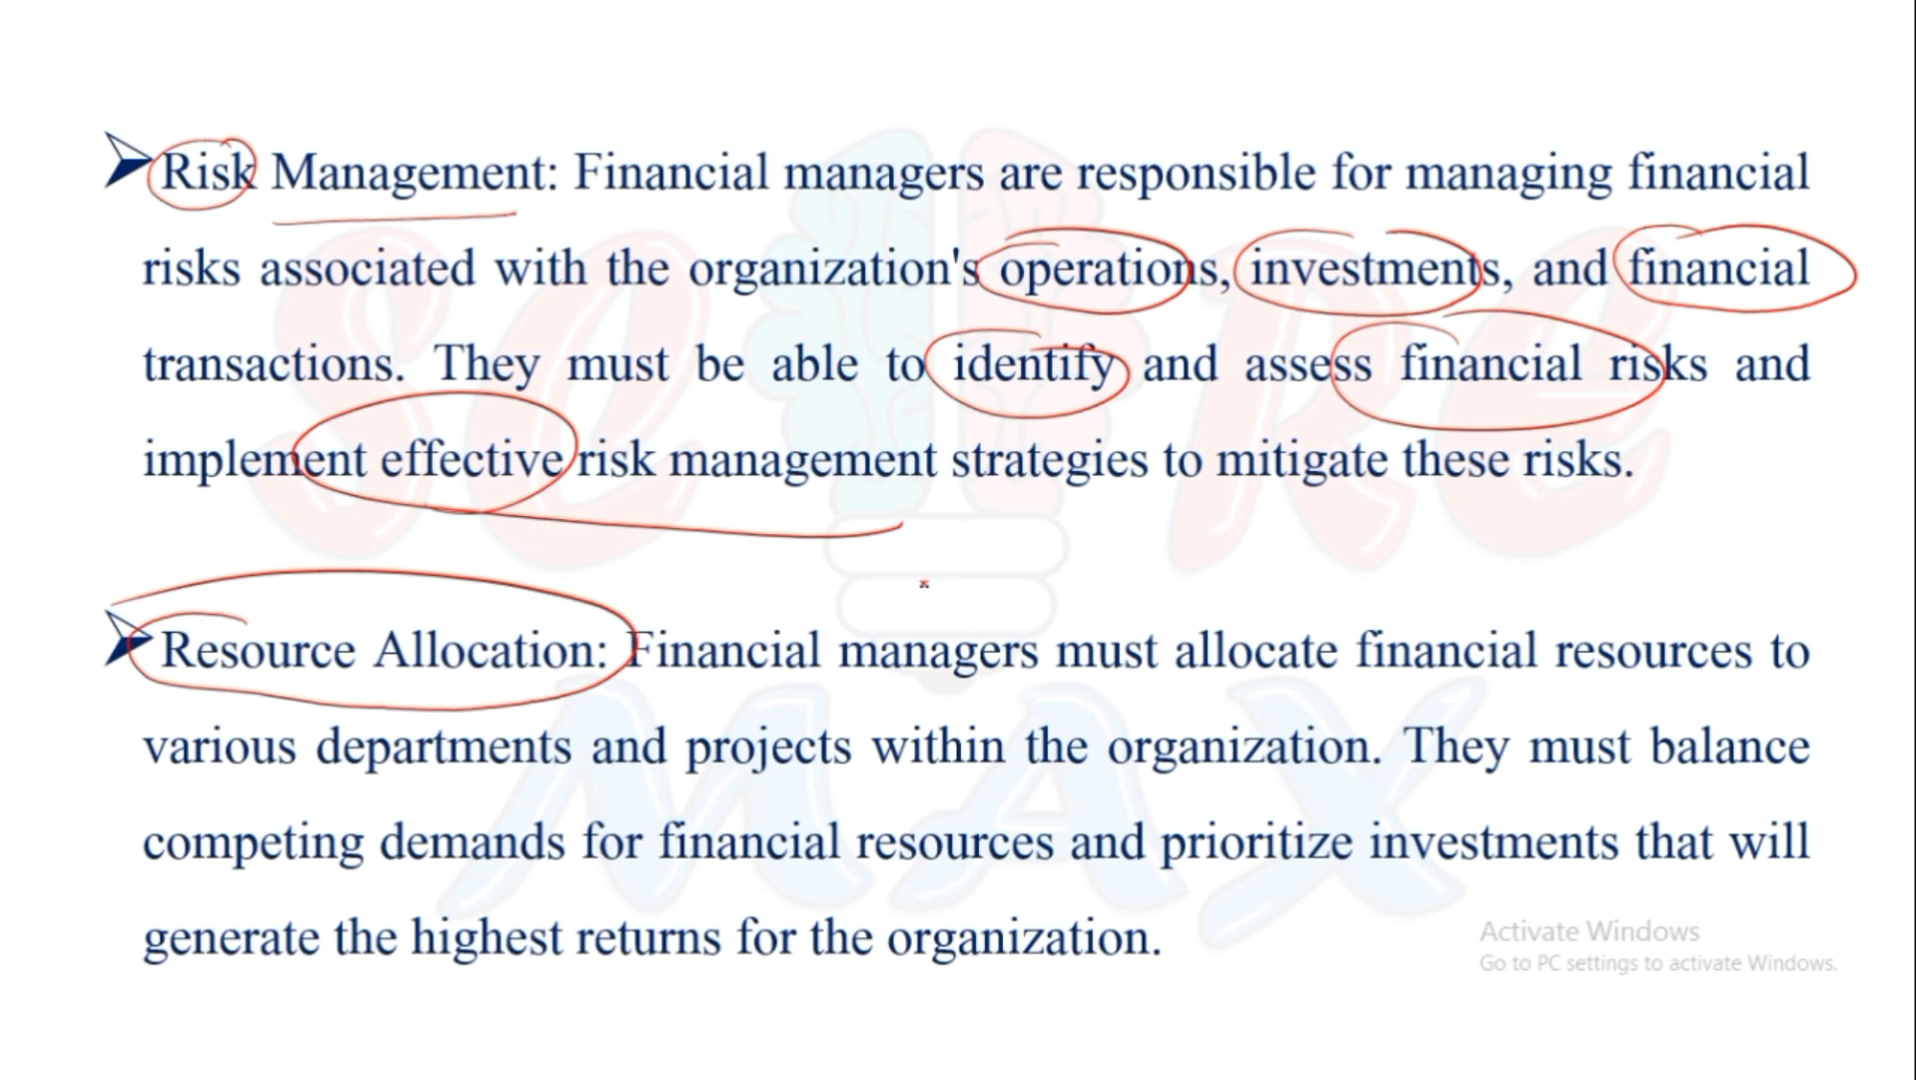 Risk Management: Financial managers are responsible for managing financial
risks associated with the organization's operations, investments, and financial
transactions. They must be able to identify and assess financial risks and
implement effective risk management strategies to mitigate these risks.
Resource Allocation: Financial managers must allocate financial resources to
various departments and projects within the organization. They must balance
competing demands for financial resources and prioritize investments that will
generate the highest returns for the organization.
SCORE
MAX
Activate Windows
Go to PC settings to activate Windows.